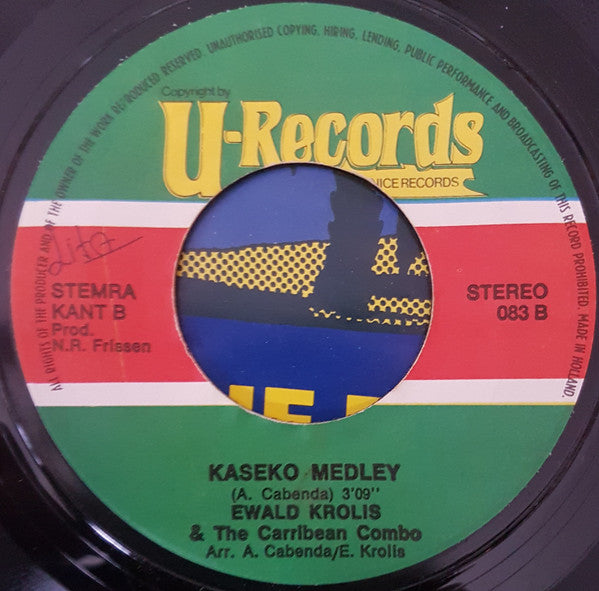 ALL RIGHTS OF THE PRODUCER AND OF THE OWNER OF THE WORK REPRODUCED RESERVED. UNAUTHORISED COPYING, HIRING, LENDING, PUBLIC PERFORMANCE AND BROADCASTING OF THIS RECORD PROHIBITED. MADE IN HOLLAND.
Copyright by
U-Records
NICE RECORDS
STEMRA
KANT B
Prod.
N.R. Frissen
STEREO
083 B
KASEKO MEDLEY
(A. Cabenda) 3'09"
EWALD KROLIS
& The Carribean Combo
Arr. A. Cabenda/E. Krolis